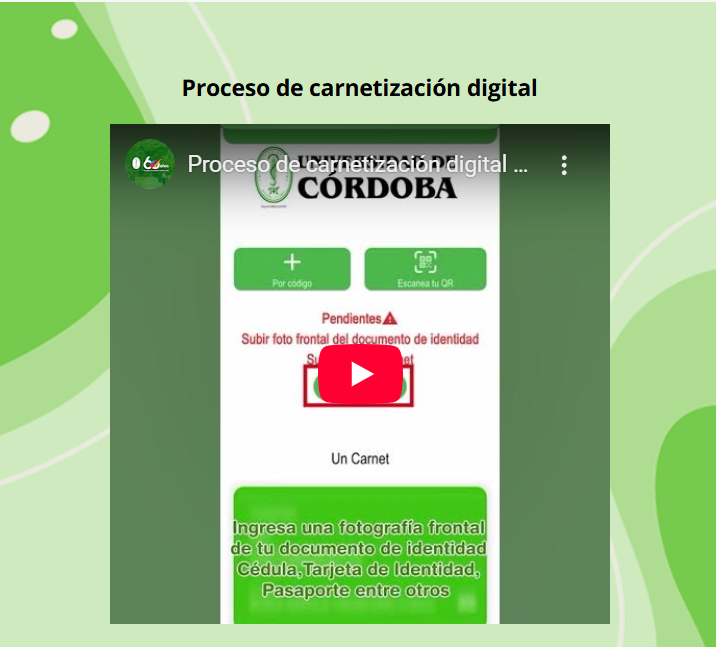 Proceso de carnetización digital
Proceso de carnetización digital ...
UNIVERSIDAD DE
CÓRDOBA
Por código
Escanea tu QR
Pendientes
Subir foto frontal del documento de identidad
Su
et
Un Carnet
Ingresa una fotografía frontal
de tu documento de identidad
Cédula,Tarjeta de Identidad,
Pasaporte entre otros